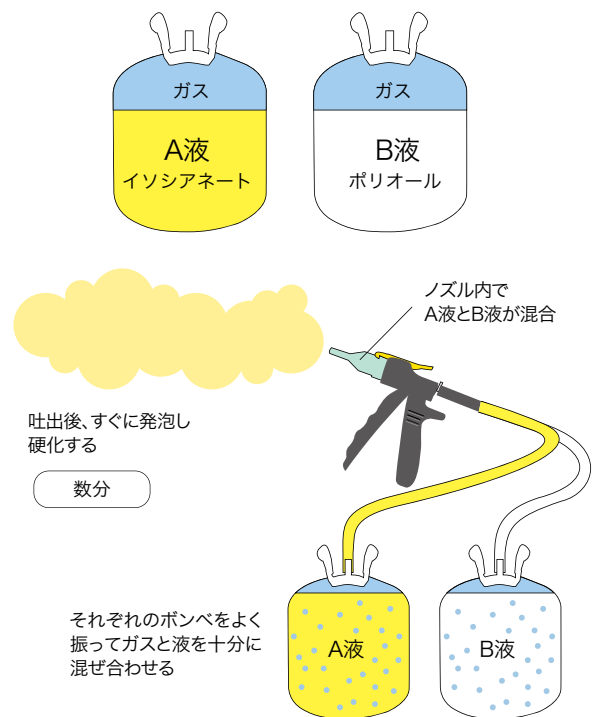 ガス
A液
イソシアネート
ガス
B液
ポリオール
ノズル内で
A液とB液が混合
吐出後、すぐに発泡し
硬化する
数分
それぞれのボンベをよく
振ってガスと液を十分に
混ぜ合わせる
A液
B液